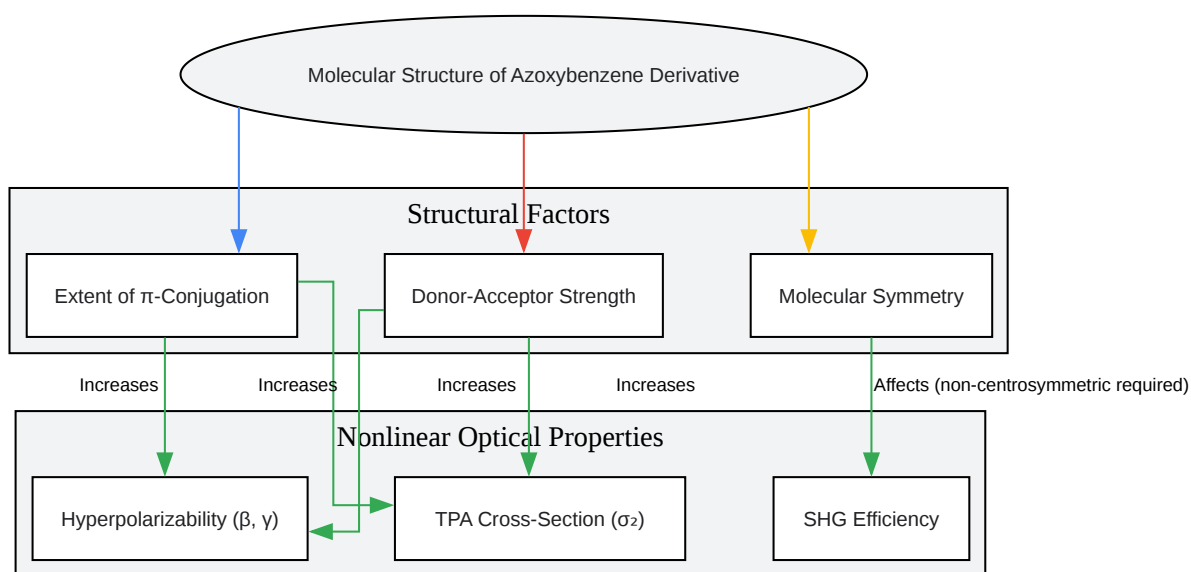 Molecular Structure of Azoxybenzene Derivative
Structural Factors
Extent of π-Conjugation
Donor-Acceptor Strength
Molecular Symmetry
Increases
Increases
Increases
Increases
Affects (non-centrosymmetric required)
Nonlinear Optical Properties
Hyperpolarizability (β, γ)
TPA Cross-Section (σ₂)
SHG Efficiency